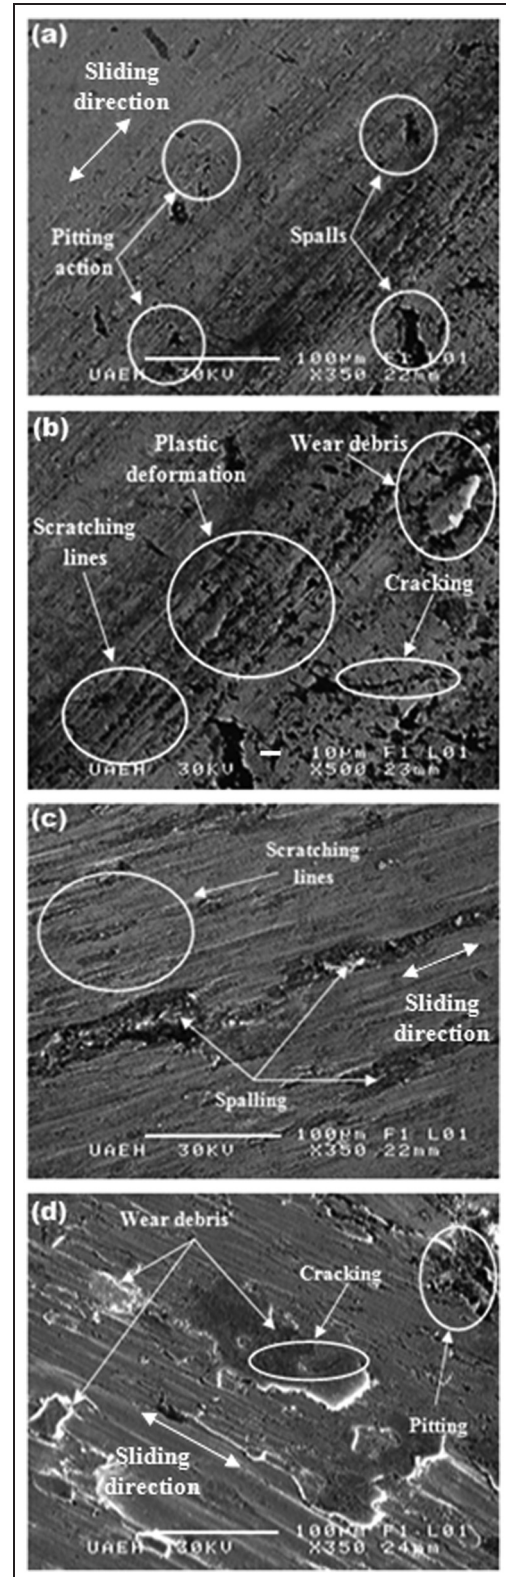 (a)
Sliding
direction
Pitting
action
Spalls
100µm F1 L01
UAEH 30KV X350 22mm
(b)
Plastic
deformation
Wear debris
Scratching
lines
Cracking
10µm F1 L01
UAEH 30KV X500 23mm
(c)
Scratching
lines
Sliding
direction
Spalling
100µm F1 L01
UAEH 30KV X350 22mm
(d)
Wear debris
Cracking
Pitting
Sliding
direction
100µm F1 L01
UAEH 30KV X350 24mm